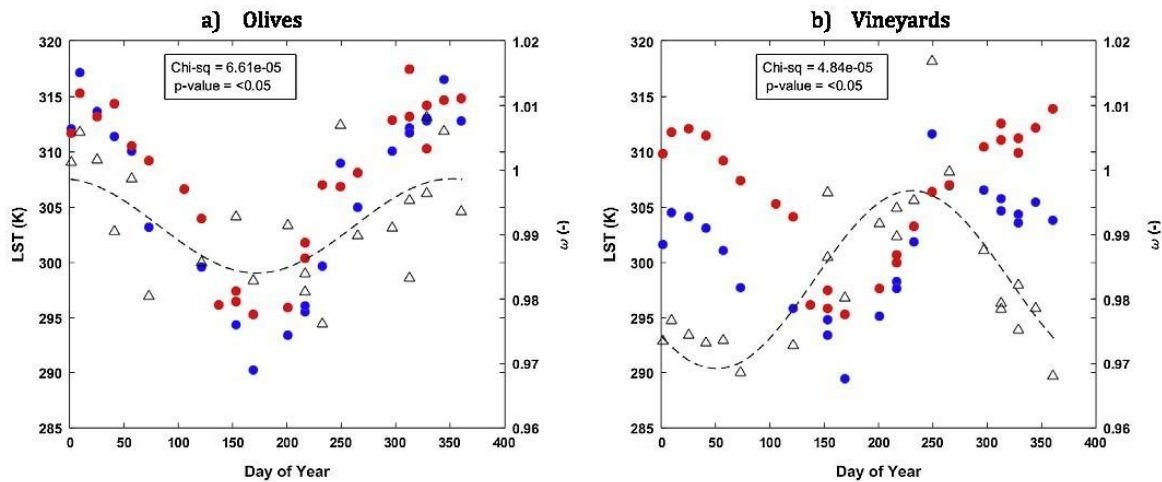 a) Olives
320
315
310
305
300
295
290
285
LST (K)
Chi-sq = 6.61e-05
p-value = <0.05
1.02
1.01
1
0.99
0.98
0.97
0.96
ω (-)
0 50 100 150 200 250 300 350 400
Day of Year
b) Vineyards
320
315
310
305
300
295
290
285
LST (K)
Chi-sq = 4.84e-05
p-value = <0.05
1.02
1.01
1
0.99
0.98
0.97
0.96
ω (-)
0 50 100 150 200 250 300 350 400
Day of Year